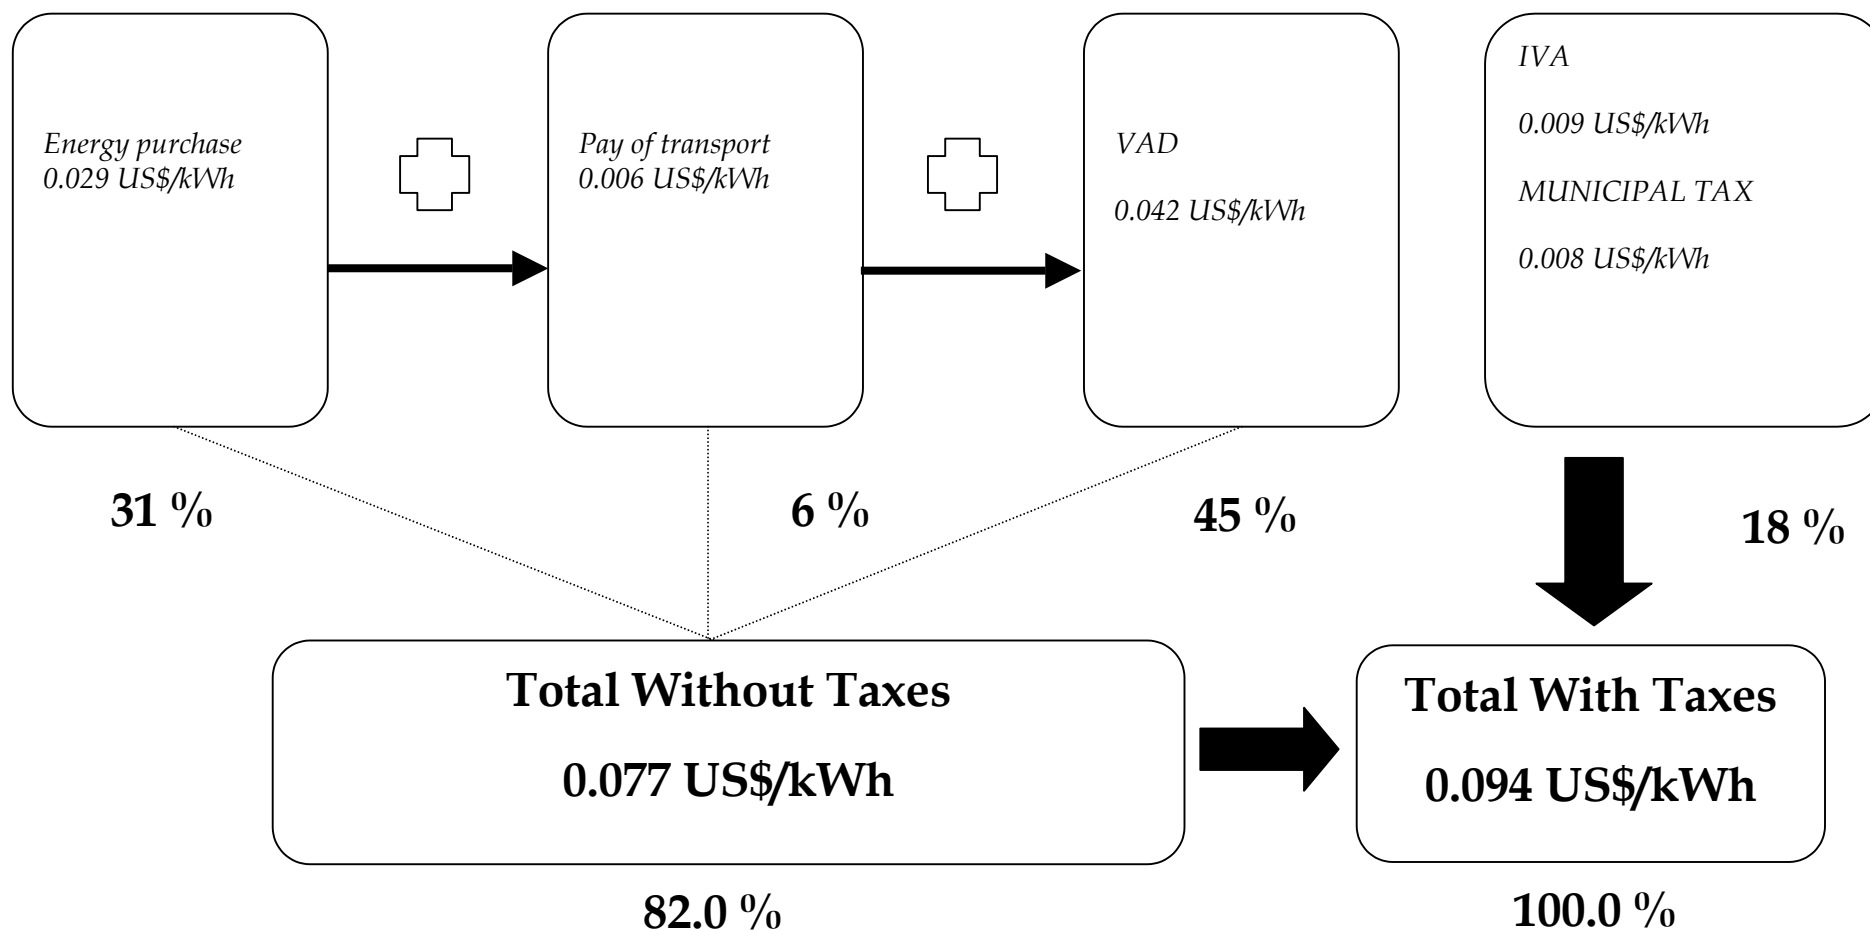 Energy purchase
0.029 US$/kWh
Pay of transport
0.006 US$/kWh
VAD
0.042 US$/kWh
IVA
0.009 US$/kWh
MUNICIPAL TAX
0.008 US$/kWh
31 %
6 %
45 %
18 %
Total Without Taxes
0.077 US$/kWh
Total With Taxes
0.094 US$/kWh
82.0 %
100.0 %